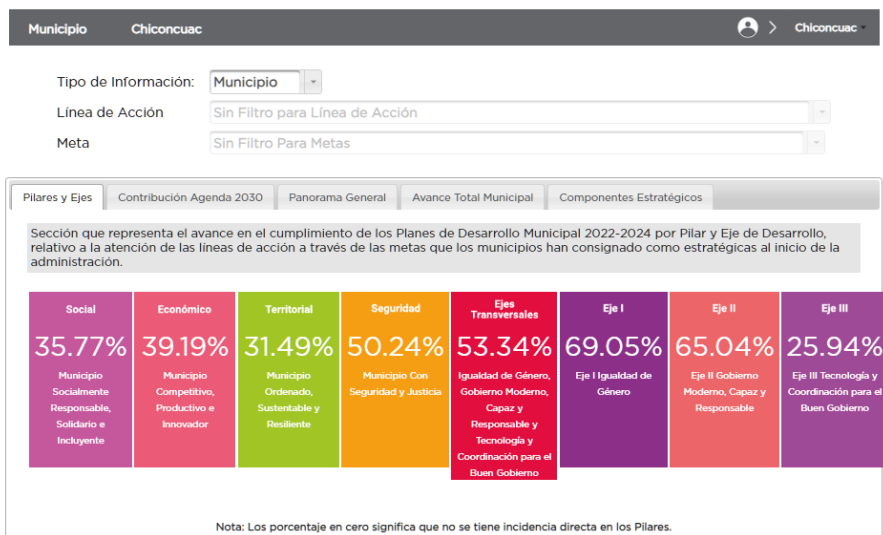 Municipio Chiconcuac > Chiconcuac
Tipo de Información: Municipio
Línea de Acción Sin Filtro para Línea de Acción
Meta Sin Filtro Para Metas
Pilares y Ejes Contribución Agenda 2030 Panorama General Avance Total Municipal Componentes Estratégicos
Sección que representa el avance en el cumplimiento de los Planes de Desarrollo Municipal 2022-2024 por Pilar y Eje de Desarrollo,
relativo a la atención de las líneas de acción a través de las metas que los municipios han consignado como estratégicas al inicio de la
administración.
Social
35.77%
Municipio
Socialmente
Responsable,
Solidario e
Incluyente
Económico
39.19%
Municipio
Competitivo,
Productivo e
Innovador
Territorial
31.49%
Municipio
Ordenado,
Sustentable y
Resiliente
Seguridad
50.24%
Municipio Con
Seguridad y Justicia
Ejes
Transversales
53.34%
Igualdad de Género,
Gobierno Moderno,
Capaz y
Responsable y
Tecnología y
Coordinación para el
Buen Gobierno
Eje I
69.05%
Eje I Igualdad de
Género
Eje II
65.04%
Eje II Gobierno
Moderno, Capaz y
Responsable
Eje III
25.94%
Eje III Tecnología y
Coordinación para el
Buen Gobierno
Nota: Los porcentaje en cero significa que no se tiene incidencia directa en los Pilares.